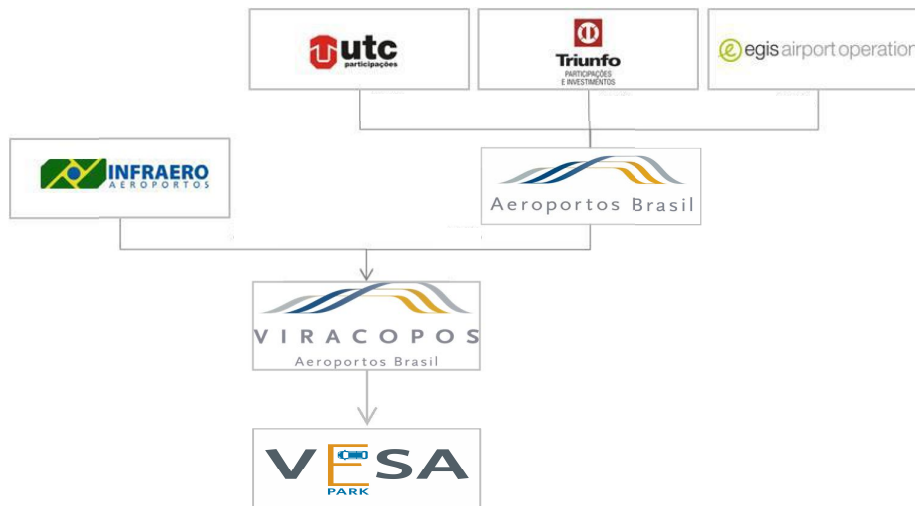 utc
participações
Triunfo
PARTICIPAÇÕES
E INVESTIMENTOS
e egis airport operation
INFRAERO
AEROPORTOS
Aeroportos Brasil
VIRACOPOS
Aeroportos Brasil
VESA
PARK